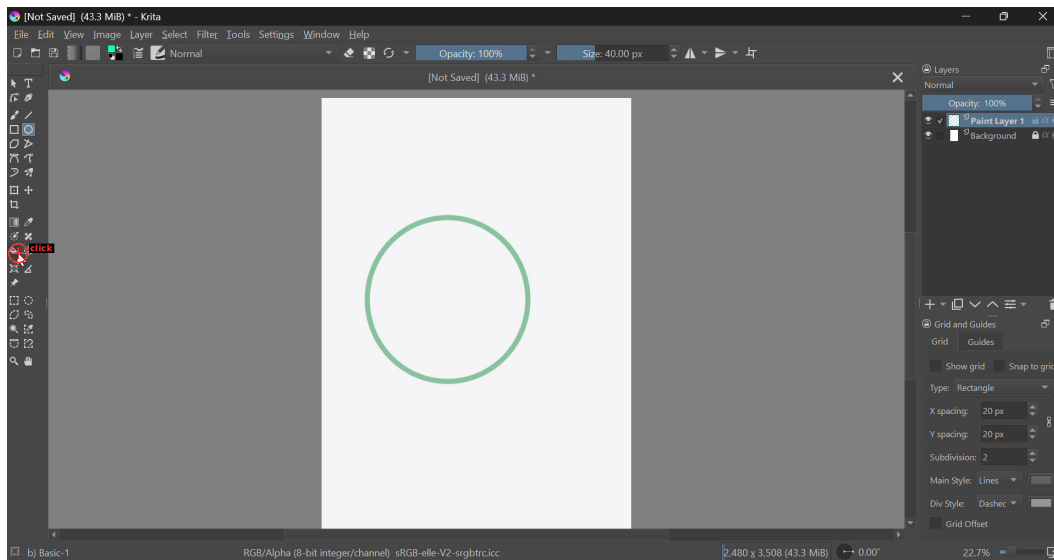 [Not Saved] (43.3 MiB) * - Krita
File Edit View Image Layer Select Filter Tools Settings Window Help
Normal
Opacity: 100%
Size: 40.00 px
[Not Saved] (43.3 MiB) *
Layers
Normal
Opacity: 100%
Paint Layer 1
Background
click
Grid and Guides
Grid Guides
Show grid Snap to grid
Type: Rectangle
X spacing: 20 px
Y spacing: 20 px
Subdivision: 2
Main Style: Lines
Div Style: Dashed
Grid Offset
b) Basic-1
RGB/Alpha (8-bit integer/channel) sRGB-elle-V2-srgbtrc.icc
2,480 x 3,508 (43.3 MiB)
0.00°
22.7%